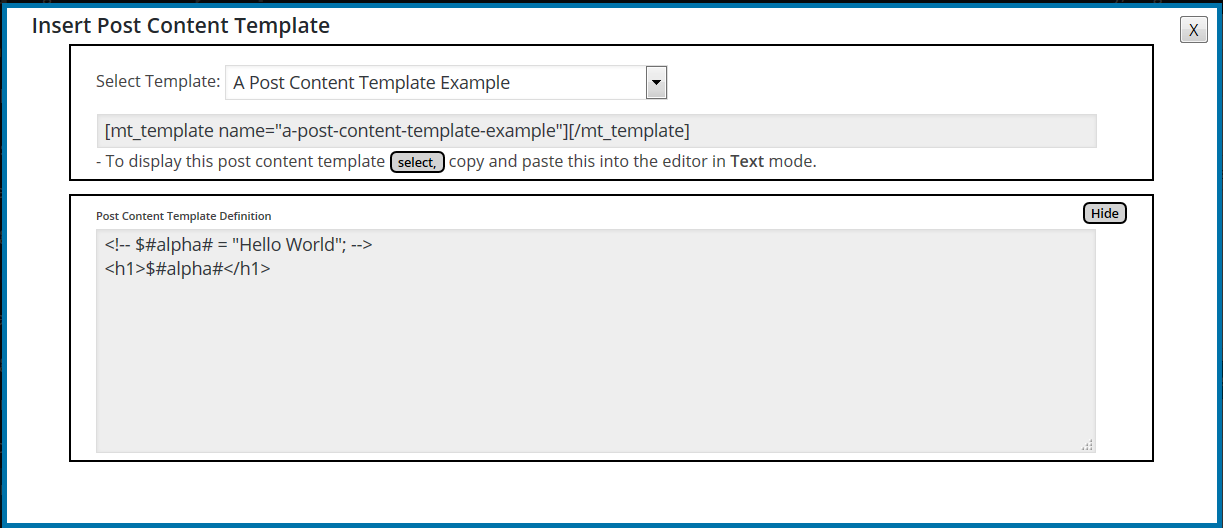 Insert Post Content Template
X
Select Template: A Post Content Template Example
[mt_template name="a-post-content-template-example"][/mt_template]
- To display this post content template select, copy and paste this into the editor in Text mode.
Post Content Template Definition
Hide
<!-- $#alpha# = "Hello World"; -->
<h1>$#alpha#</h1>